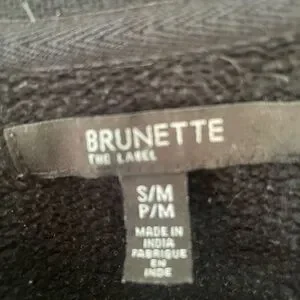 BRUNETTE
THE LABEL
S/M
P/M
MADE IN
INDIA
FABRIQUE
EN
INDE